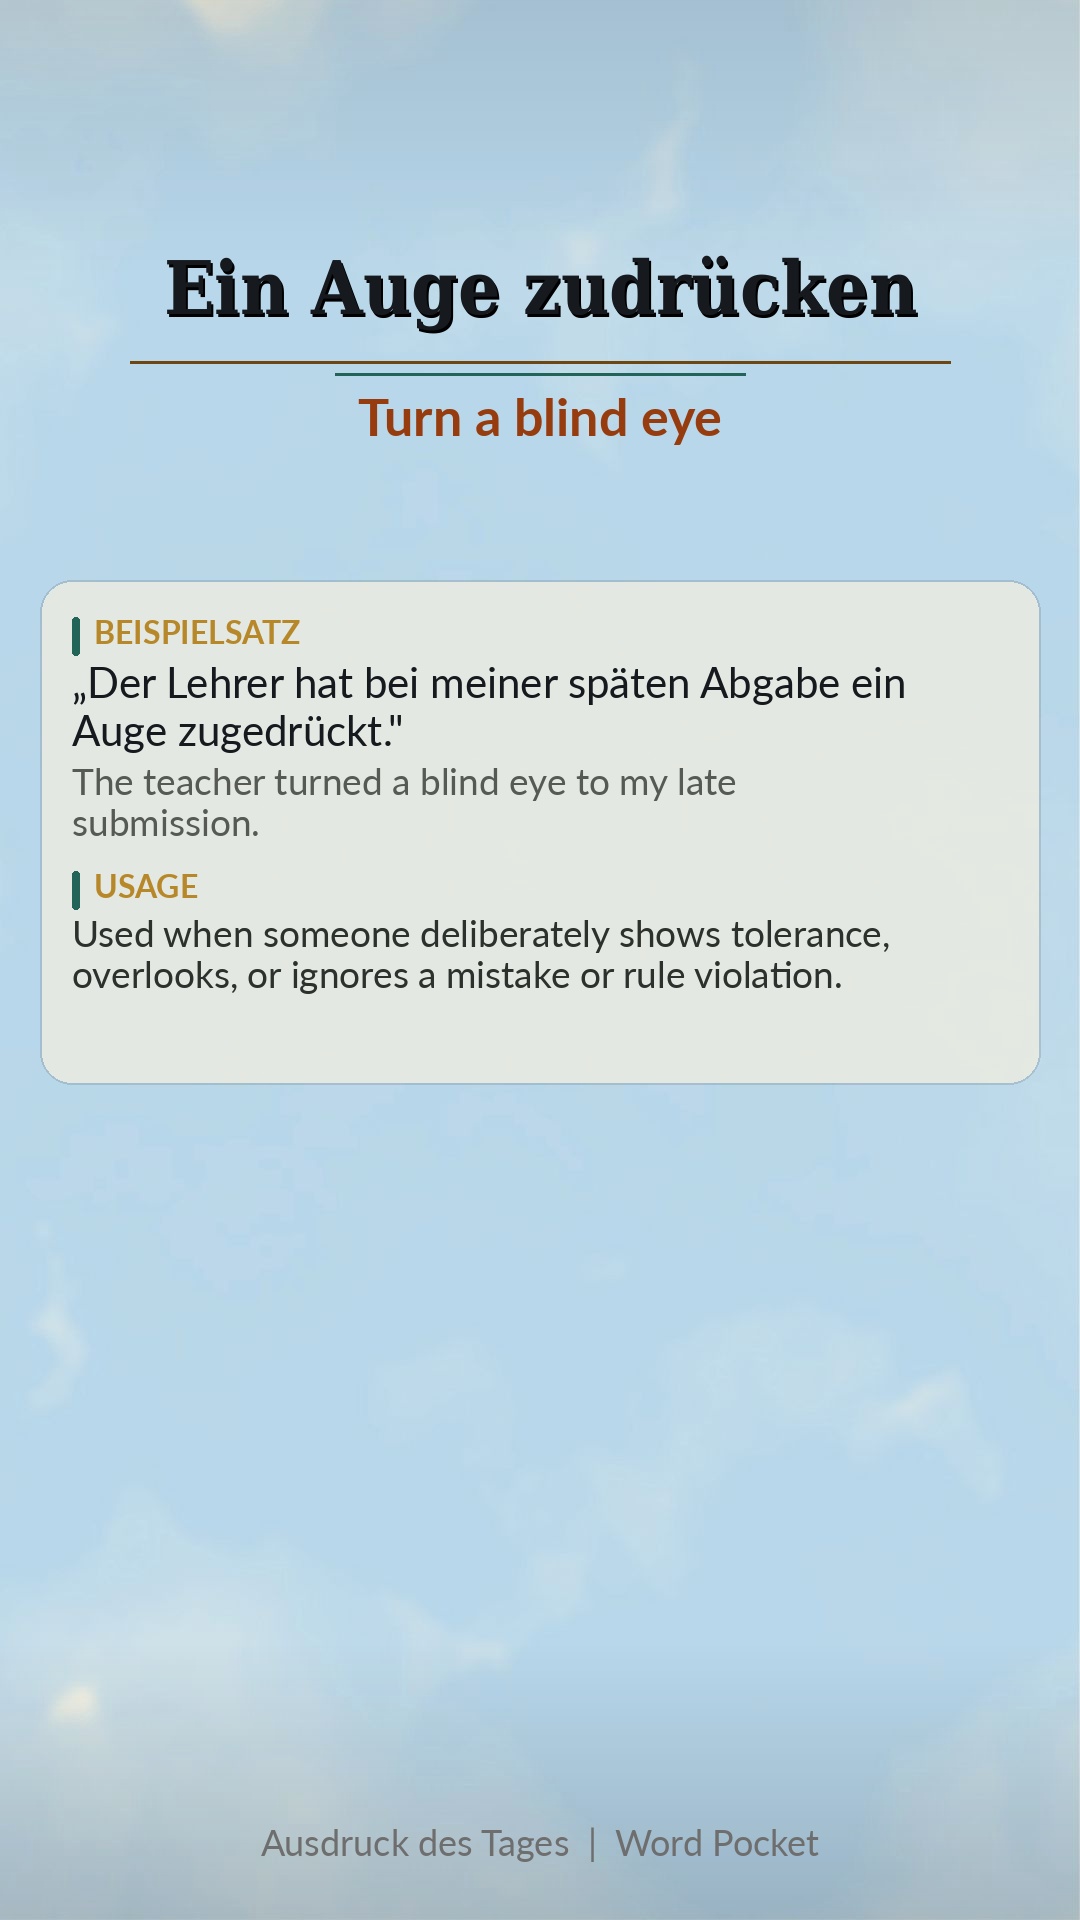 Ein Auge zudrücken
Turn a blind eye
BEISPIELSATZ
„Der Lehrer hat bei meiner späten Abgabe ein
Auge zugedrückt."
The teacher turned a blind eye to my late
submission.
USAGE
Used when someone deliberately shows tolerance,
overlooks, or ignores a mistake or rule violation.
Ausdruck des Tages | Word Pocket